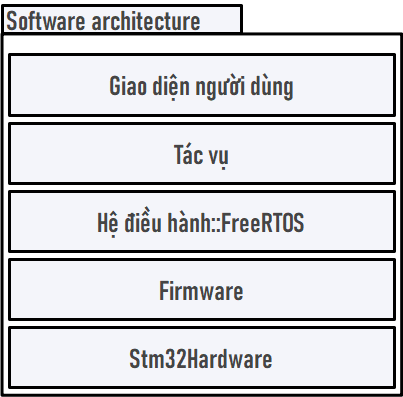 Software architecture
Giao diện người dùng
Tác vụ
Hệ điều hành::FreeRTOS
Firmware
Stm32Hardware